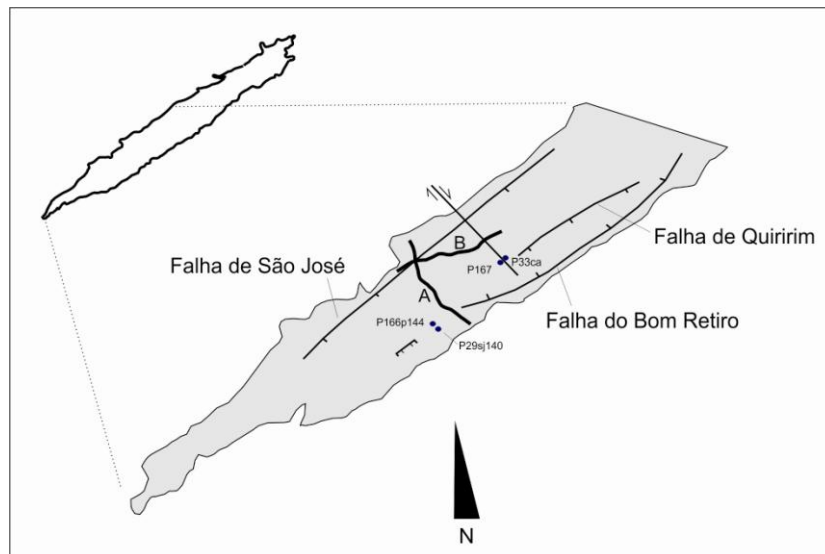 B
Falha de Quiririm
Falha de São José
P167
P33ca
A
Falha do Bom Retiro
P166p144
P29sj140
N